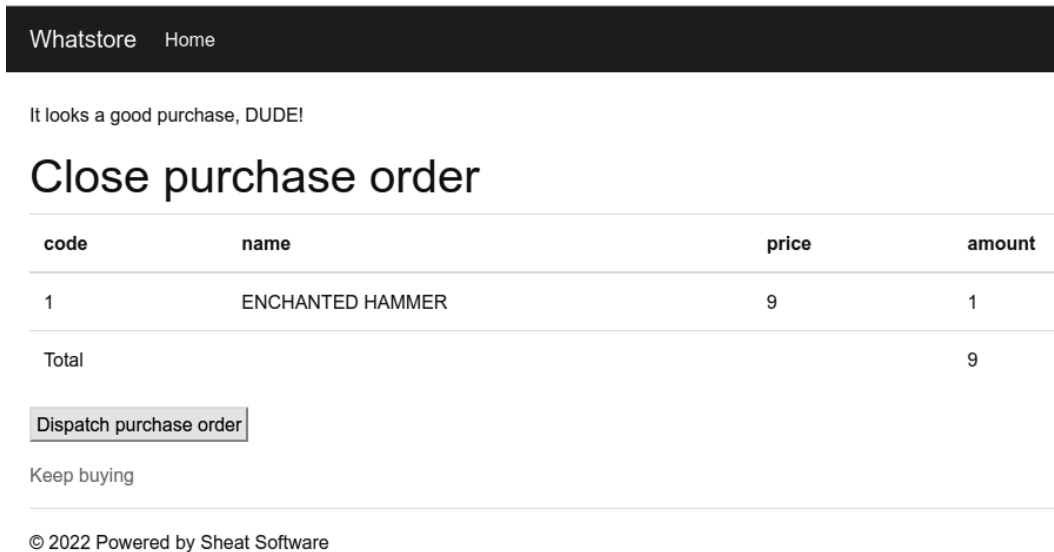 Whatstore Home
It looks a good purchase, DUDE!
Close purchase order
code name price amount
1 ENCHANTED HAMMER 9 1
Total 9
Dispatch purchase order
Keep buying
© 2022 Powered by Sheat Software